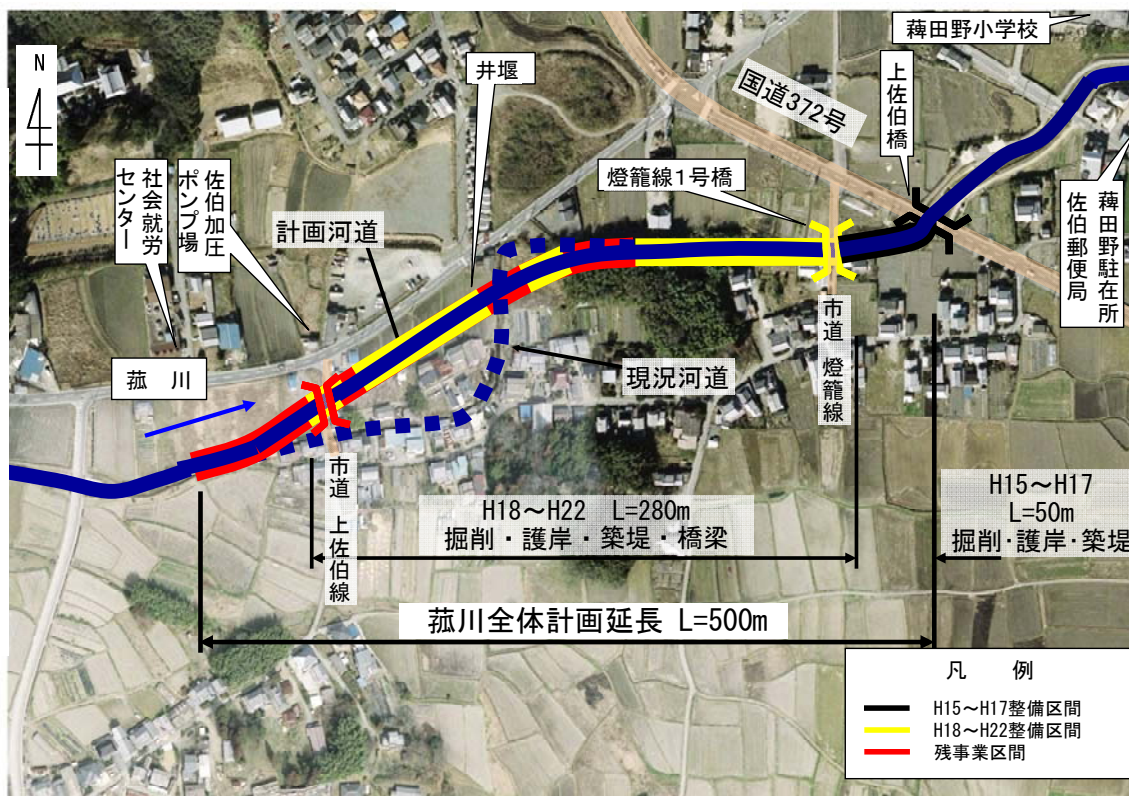 N
井堰
国道372号
薭田野小学校
上佐伯橋
社会就労
センター
佐伯加圧
ポンプ場
計画河道
燈籠線1号橋
薭田野駐在所
佐伯郵便局
市道 燈籠線
現況河道
菰 川
市道 上佐伯線
H18～H22 L=280m
掘削・護岸・築堤・橋梁
H15～H17
L=50m
掘削・護岸・築堤
菰川全体計画延長 L=500m
凡 例
H15～H17整備区間
H18～H22整備区間
残事業区間